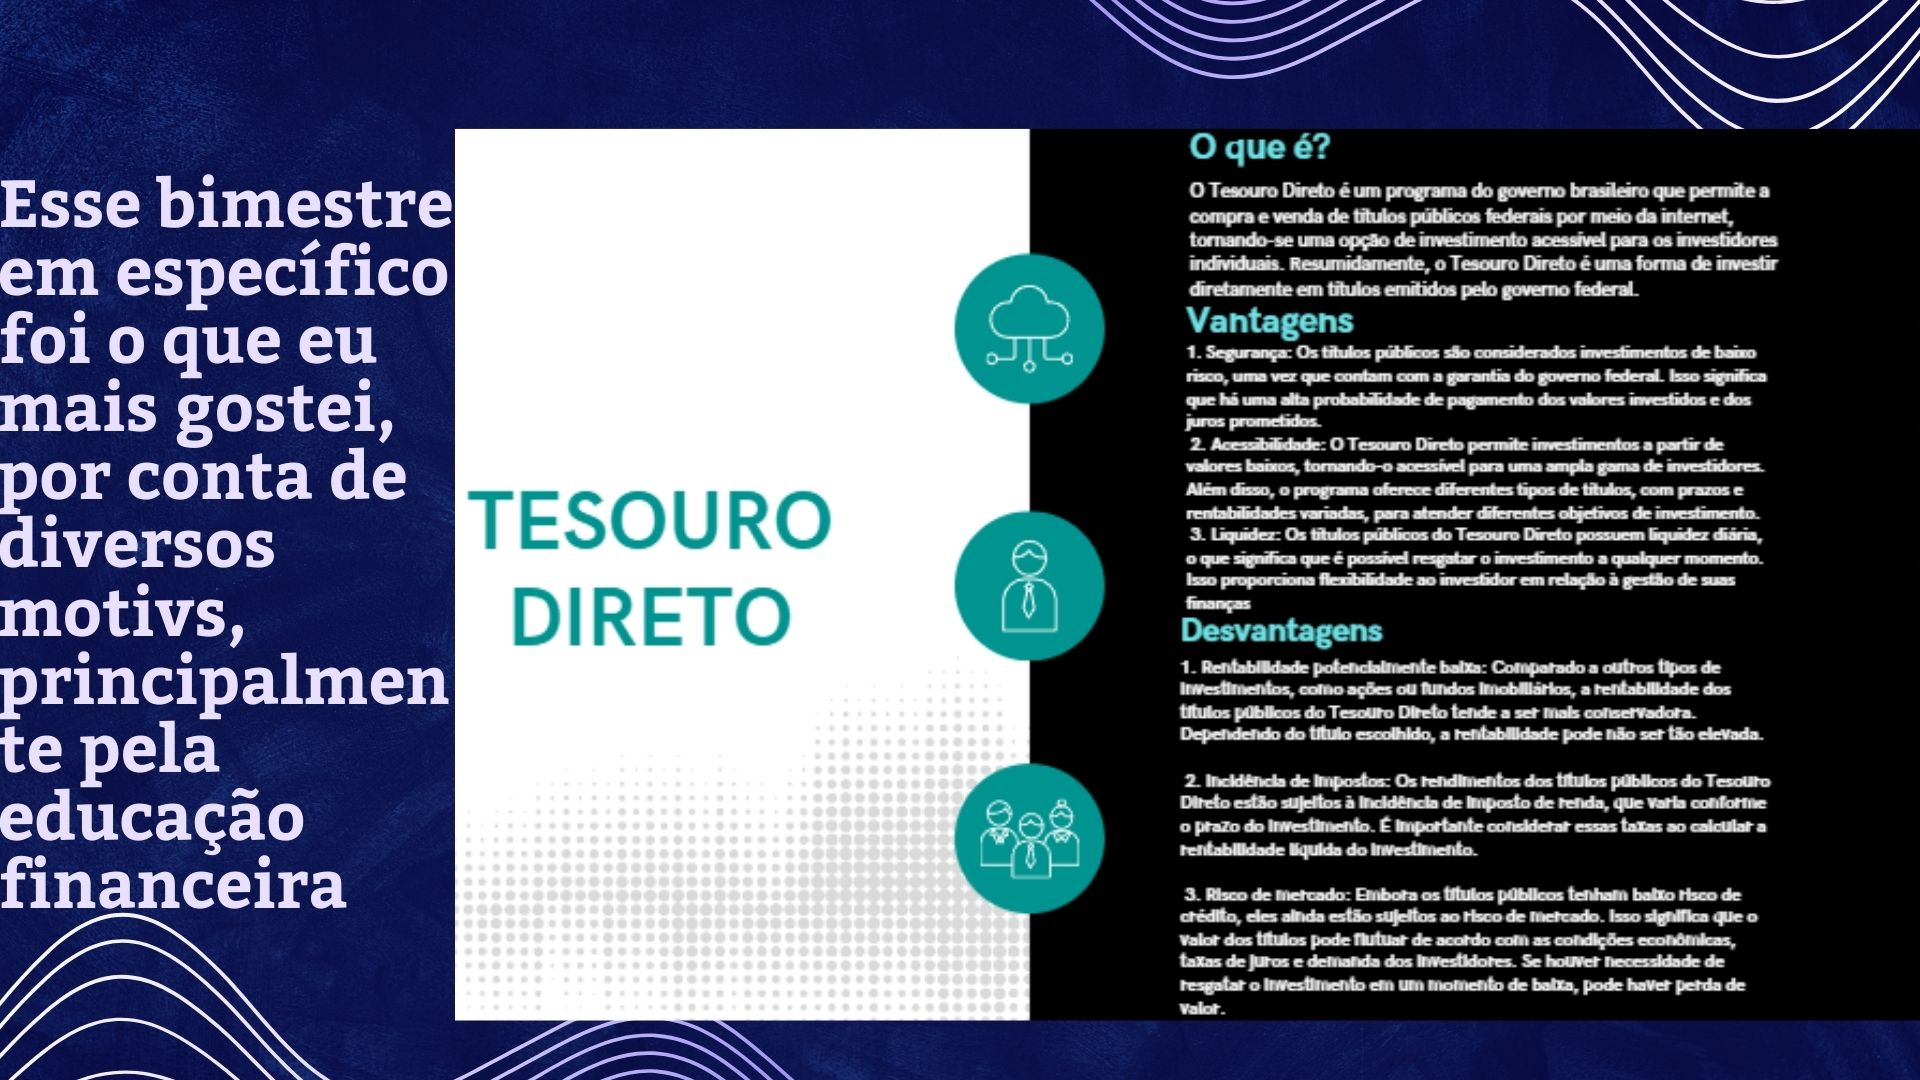 Esse bimestre
em específico
foi o que eu
mais gostei,
por conta de
diversos
motivs,
principalmen
te pela
educação
financeira
TESOURO
DIRETO
O que é?
O Tesouro Direto é um programa do governo brasileiro que permite a
compra e venda de títulos públicos federais por meio da internet,
tornando-se uma opção de investimento acessível para os investidores
individuais. Resumidamente, o Tesouro Direto é uma forma de investir
diretamente em títulos emitidos pelo governo federal.
Vantagens
1. Segurança: Os títulos públicos são considerados investimentos de baixo
risco, uma vez que contam com a garantia do governo federal. Isso significa
que há uma alta probabilidade de pagamento dos valores investidos e dos
juros prometidos.
2. Acessibilidade: O Tesouro Direto permite investimentos a partir de
valores baixos, tornando-o acessível para uma ampla gama de investidores.
Além disso, o programa oferece diferentes tipos de títulos, com prazos e
rentabilidades variadas, para atender diferentes objetivos de investimento.
3. Liquidez: Os títulos públicos do Tesouro Direto possuem liquidez diária,
o que significa que é possível resgatar o investimento a qualquer momento.
Isso proporciona flexibilidade ao investidor em relação à gestão de suas
finanças
Desvantagens
1. Rentabilidade potencialmente baixa: Comparado a outros tipos de
investimentos, como ações ou fundos imobiliários, a rentabilidade dos
títulos públicos do Tesouro Direto tende a ser mais conservadora.
Dependendo do título escolhido, a rentabilidade pode não ser tão elevada.
2. Incidência de impostos: Os rendimentos dos títulos públicos do Tesouro
Direto estão sujeitos à incidência de imposto de renda, que varia conforme
o prazo do investimento. É importante considerar essas taxas ao calcular a
rentabilidade líquida do investimento.
3. Risco de mercado: Embora os títulos públicos tenham baixo risco de
crédito, eles ainda estão sujeitos ao risco de mercado. Isso significa que o
valor dos títulos pode flutuar de acordo com as condições econômicas,
taxas de juros e demanda dos investidores. Se houver necessidade de
resgatar o investimento em um momento de baixa, pode haver perda de
valor.